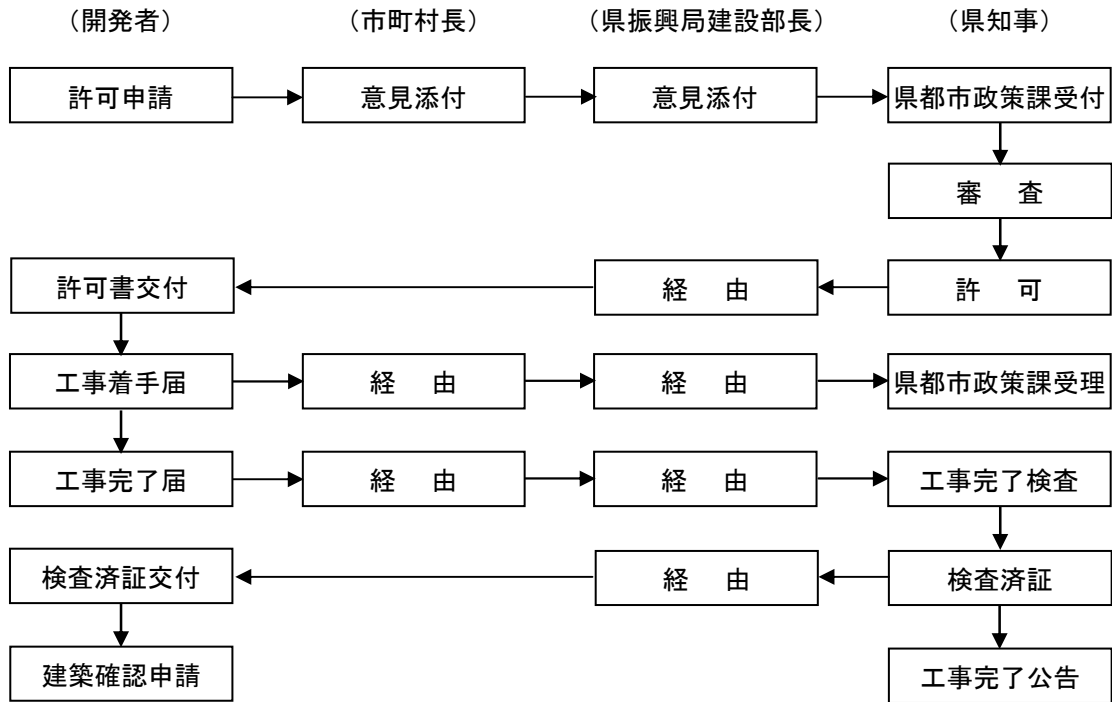 （開発者） （市町村長） （県振興局建設部長） （県知事）
許可申請 意見添付 意見添付 県都市政策課受付
審　査
許可書交付 経　由 許　可
工事着手届 経　由 経　由 県都市政策課受理
工事完了届 経　由 経　由 工事完了検査
検査済証交付 経　由 検査済証
建築確認申請 工事完了公告